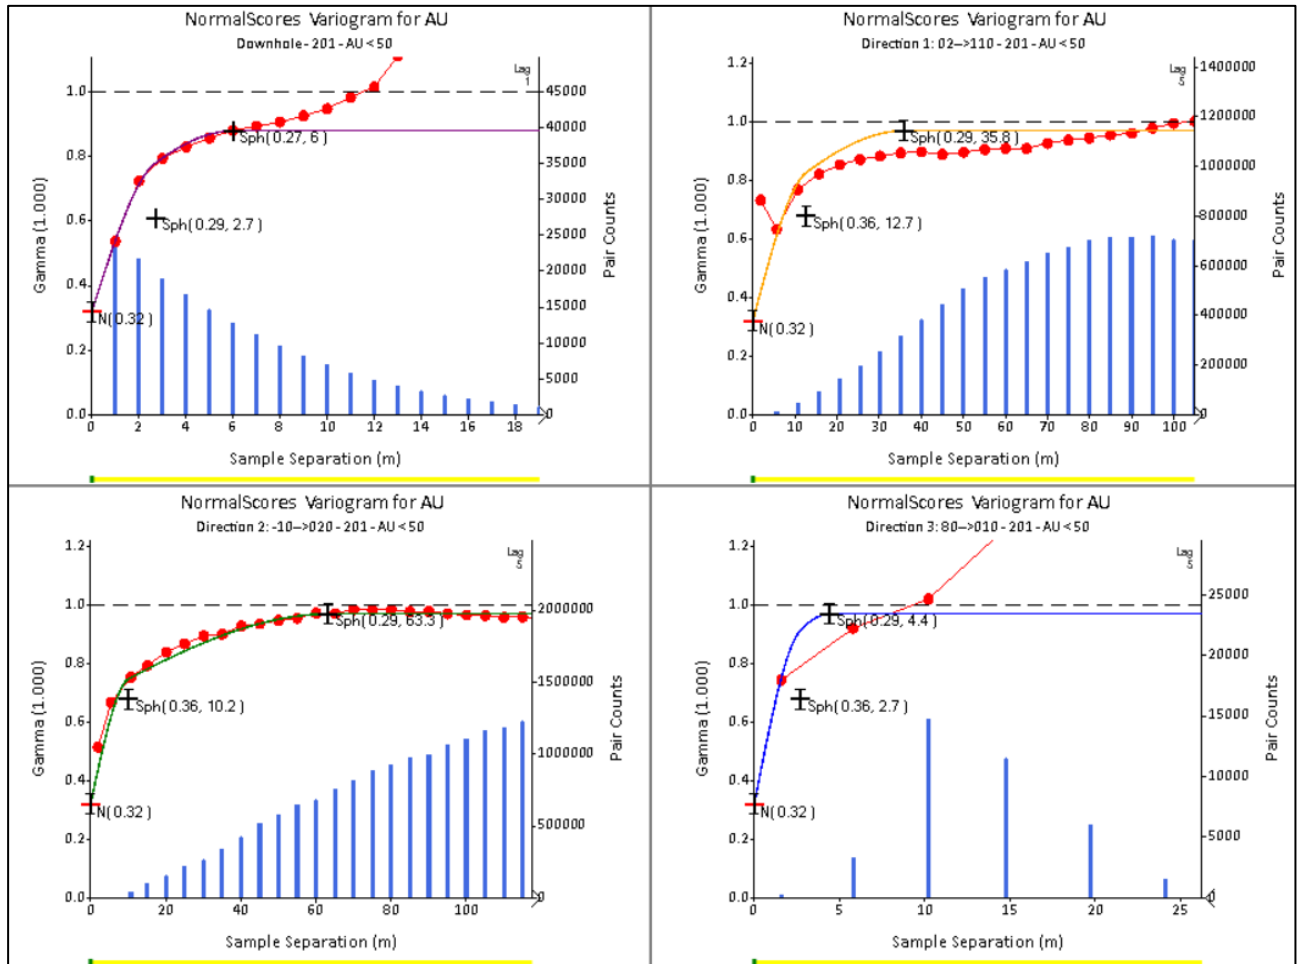 NormalScores Variogram for AU
Downhole - 201 - AU < 50
Lag
1
1.0
0.8
0.6
0.4
0.2
0.0
Gamma (1.000)
45000
40000
35000
30000
25000
20000
15000
10000
5000
0
Pair Counts
Sph( 0.27, 6 )
Sph( 0.29, 2.7 )
N( 0.32 )
0 2 4 6 8 10 12 14 16 18
Sample Separation (m)
NormalScores Variogram for AU
Direction 1: 02-->110 - 201 - AU < 50
Lag
5
1.2
1.0
0.8
0.6
0.4
0.2
0.0
Gamma (1.000)
1400000
1200000
1000000
800000
600000
400000
200000
0
Pair Counts
Sph( 0.29, 35.8 )
Sph( 0.36, 12.7 )
N( 0.32 )
0 10 20 30 40 50 60 70 80 90 100
Sample Separation (m)
NormalScores Variogram for AU
Direction 2: -10-->020 - 201 - AU < 50
Lag
5
1.2
1.0
0.8
0.6
0.4
0.2
0.0
Gamma (1.000)
2000000
1500000
1000000
500000
0
Pair Counts
Sph( 0.29, 63.3 )
Sph( 0.36, 10.2 )
N( 0.32 )
0 20 40 60 80 100
Sample Separation (m)
NormalScores Variogram for AU
Direction 3: 80-->010 - 201 - AU < 50
Lag
5
1.2
1.0
0.8
0.6
0.4
0.2
0.0
Gamma (1.000)
25000
20000
15000
10000
5000
0
Pair Counts
Sph( 0.29, 4.4 )
Sph( 0.36, 2.7 )
N( 0.32 )
0 5 10 15 20 25
Sample Separation (m)